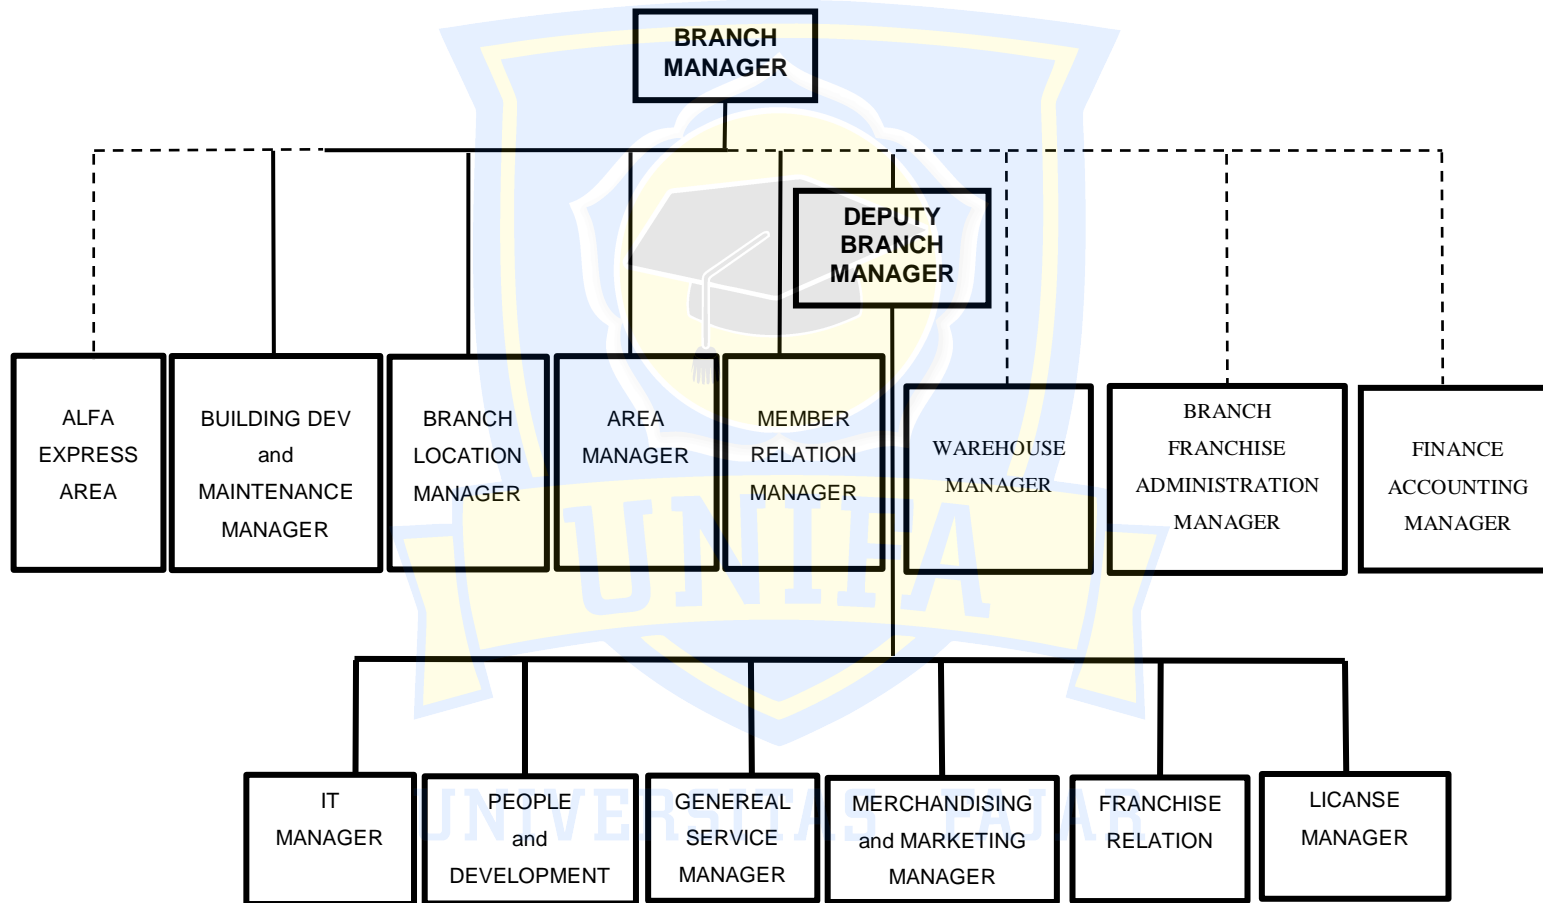 BRANCH
MANAGER
DEPUTY
BRANCH
MANAGER
ALFA
EXPRESS
AREA
BUILDING DEV
and
MAINTENANCE
MANAGER
BRANCH
LOCATION
MANAGER
AREA
MANAGER
MEMBER
RELATION
MANAGER
WAREHOUSE
MANAGER
BRANCH
FRANCHISE
ADMINISTRATION
MANAGER
FINANCE
ACCOUNTING
MANAGER
UNIFA
IT
MANAGER
PEOPLE
and
DEVELOPMENT
GENEREAL
SERVICE
MANAGER
MERCHANDISING
and MARKETING
MANAGER
FRANCHISE
RELATION
LICANSE
MANAGER
UNIVERSITAS FAJAR